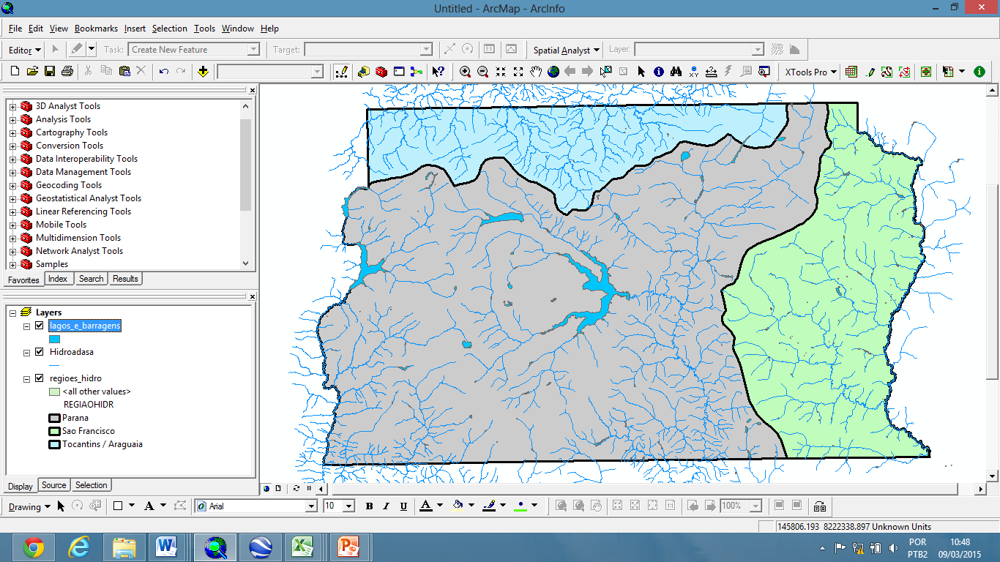 Untitled - ArcMap - ArcInfo
File Edit View Bookmarks Insert Selection Tools Window Help
Editor Task: Create New Feature Target: Spatial Analyst Layer:
XTools Pro
3D Analyst Tools
Analysis Tools
Cartography Tools
Conversion Tools
Data Interoperability Tools
Data Management Tools
Geocoding Tools
Geostatistical Analyst Tools
Linear Referencing Tools
Mobile Tools
Multidimension Tools
Network Analyst Tools
Samples
Favorites Index Search Results
Layers
lagos_e_barragens
Hidroadasa
regioes_hidro
<all other values>
REGIAOHIDR
Parana
Sao Francisco
Tocantins / Araguaia
Display Source Selection
Drawing A Arial 10 B I U A 1:1 100%
145806.193 8222338.897 Unknown Units
POR 10:48
PTB2 09/03/2015